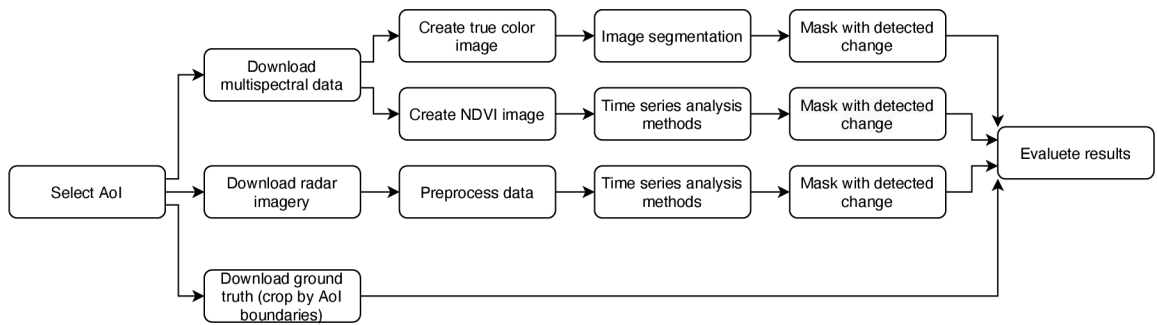 Create true color
image
Image segmentation
Mask with detected
change
Download
multispectral data
Create NDVI image
Time series analysis
methods
Mask with detected
change
Evaluete results
Select AoI
Download radar
imagery
Preprocess data
Time series analysis
methods
Mask with detected
change
Download ground
truth (crop by AoI
boundaries)